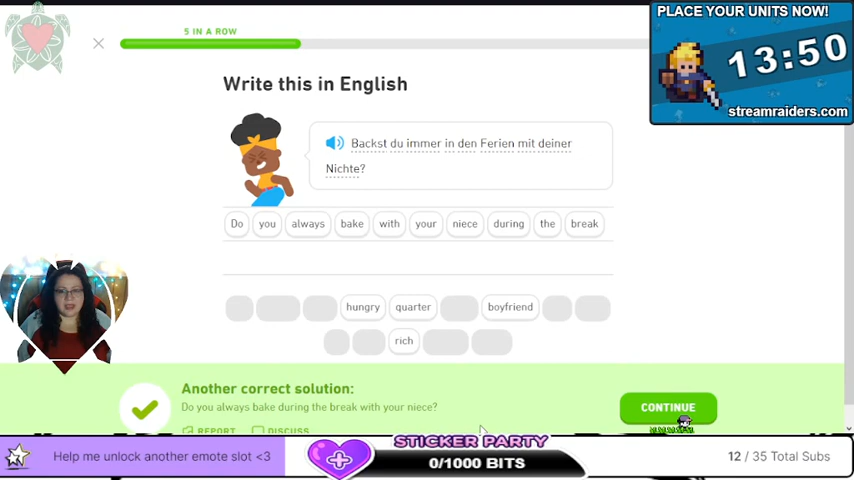 PLACE YOUR UNITS NOW!
13:50
streamraiders.com
5 IN A ROW
Write this in English
Backst du immer in den Ferien mit deiner
Nichte?
Do you always bake with your niece during the break
hungry quarter boyfriend
rich
Another correct solution:
Do you always bake during the break with your niece?
CONTINUE
REPORT DISCUSS
Help me unlock another emote slot <3
STICKER PARTY
0/1000 BITS
12 / 35 Total Subs